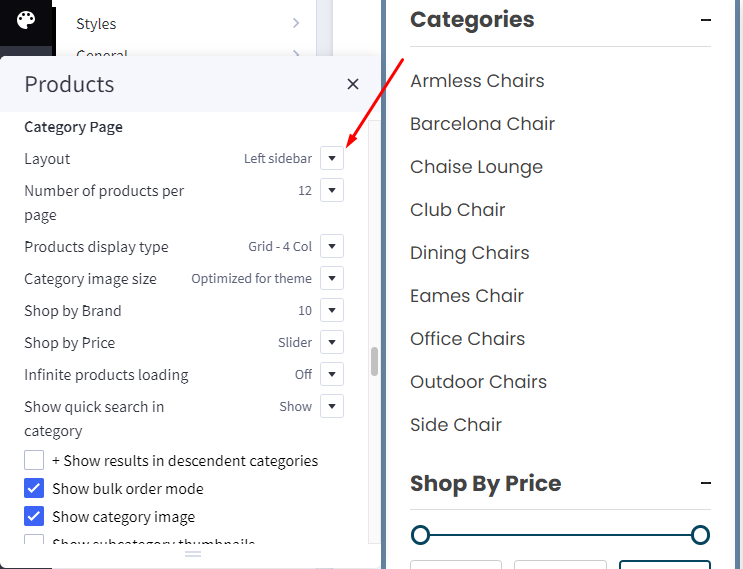 Styles
General
Products
Category Page
Layout Left sidebar
Number of products per 12
page
Products display type Grid - 4 Col
Category image size Optimized for theme
Shop by Brand 10
Shop by Price Slider
Infinite products loading Off
Show quick search in Show
category
+ Show results in descendent categories
Show bulk order mode
Show category image
Show subcategory thumbnails
Categories
Armless Chairs
Barcelona Chair
Chaise Lounge
Club Chair
Dining Chairs
Eames Chair
Office Chairs
Outdoor Chairs
Side Chair
Shop By Price